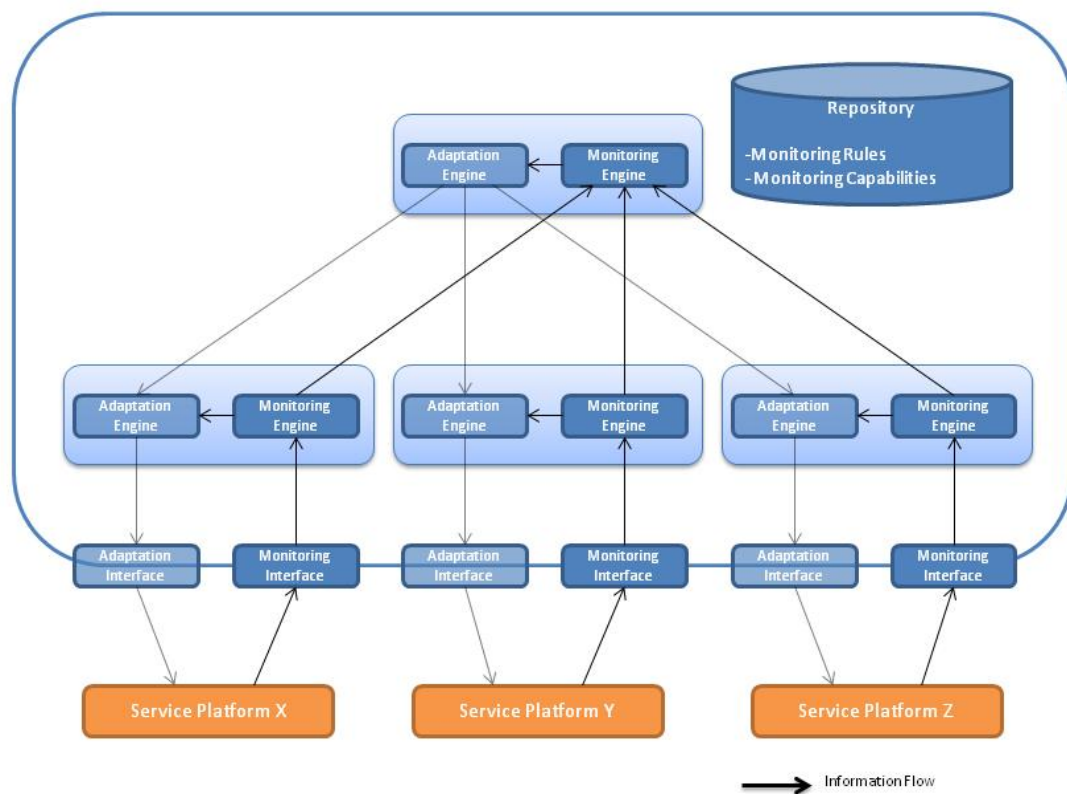 Repository
-Monitoring Rules
- Monitoring Capabilities
Adaptation
Engine
Monitoring
Engine
Adaptation
Engine
Monitoring
Engine
Adaptation
Engine
Monitoring
Engine
Adaptation
Engine
Monitoring
Engine
Adaptation
Interface
Monitoring
Interface
Adaptation
Interface
Monitoring
Interface
Adaptation
Interface
Monitoring
Interface
Service Platform X
Service Platform Y
Service Platform Z
Information Flow